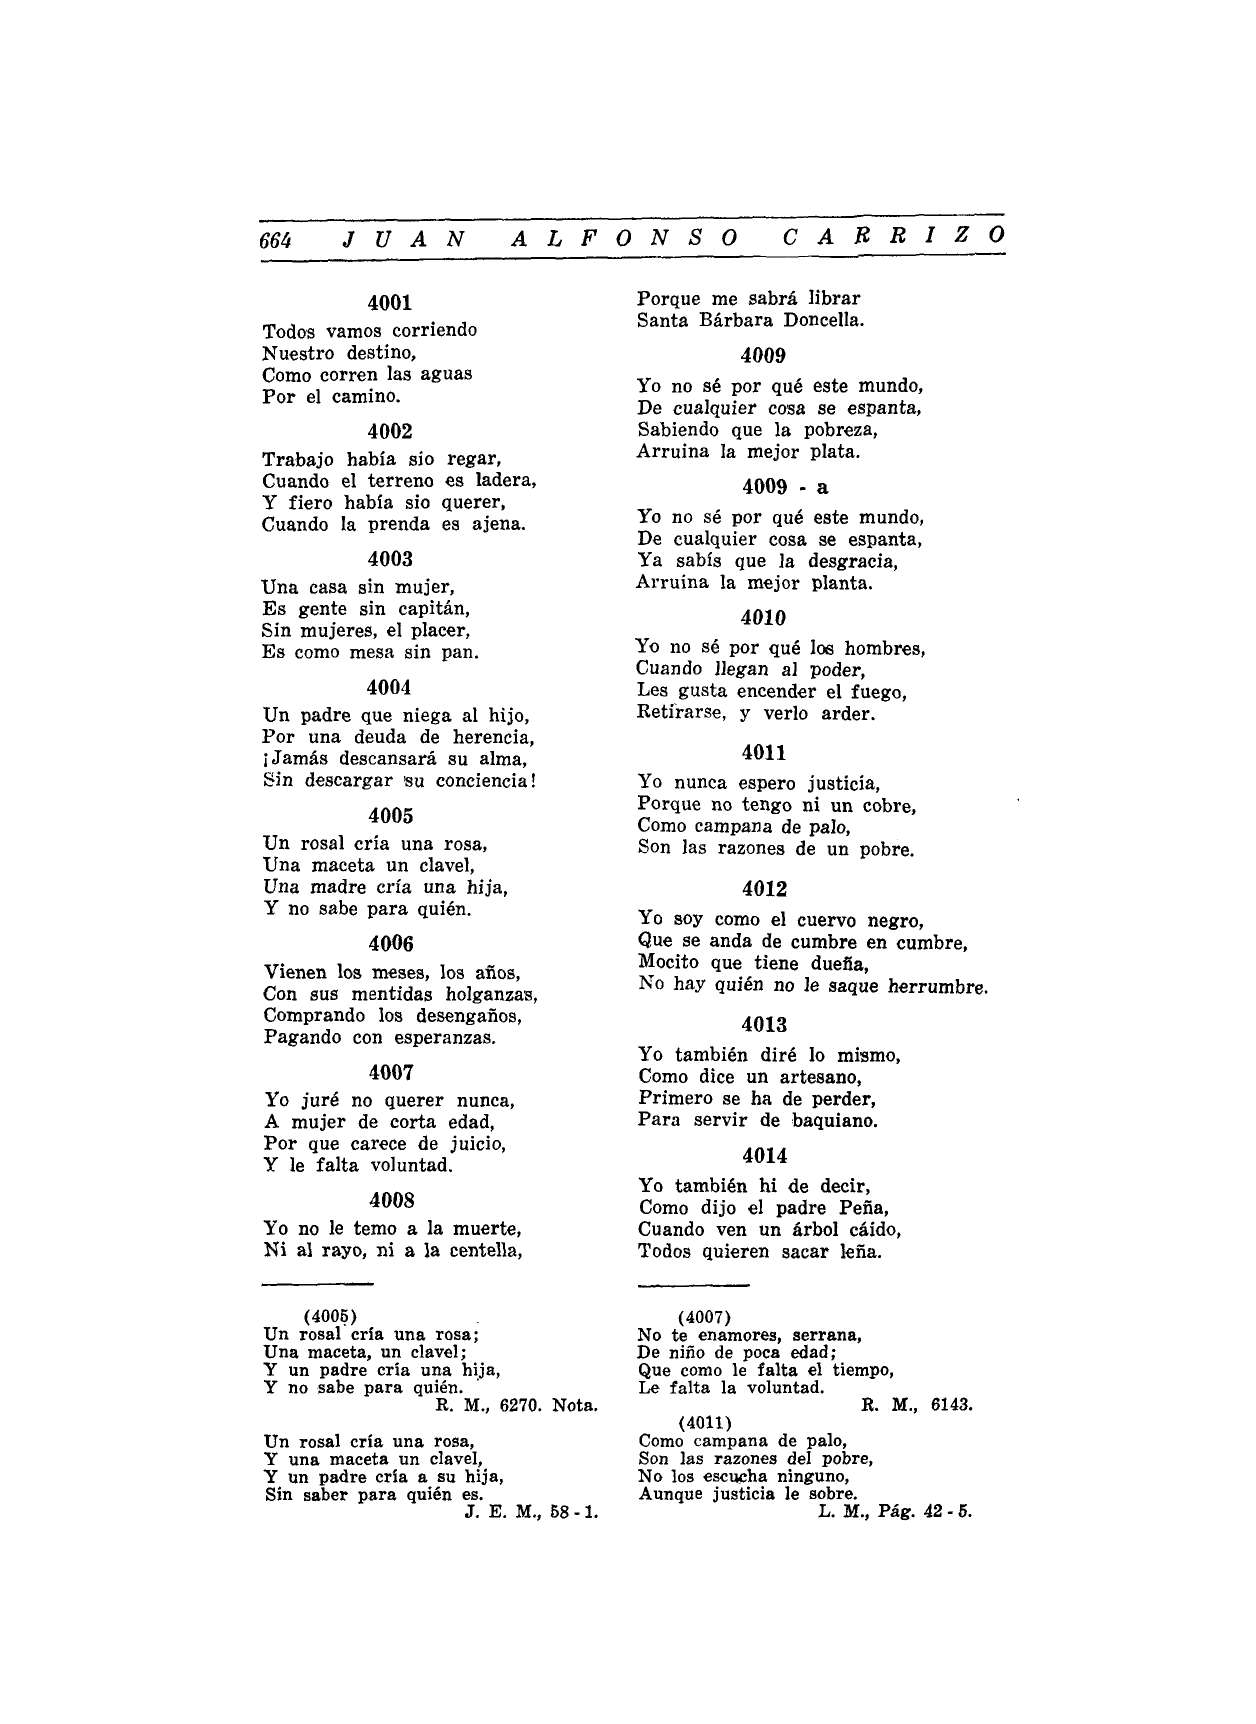 664 JUAN ALFONSO CARRIZO
4001
Todos vamos corriendo
Nuestro destino,
Como corren las aguas
Por el camino.
4002
Trabajo había sio regar,
Cuando el terreno es ladera,
Y fiero había sio querer,
Cuando la prenda es ajena.
4003
Una casa sin mujer,
Es gente sin capitán,
Sin mujeres, el placer,
Es como mesa sin pan.
4004
Un padre que niega al hijo,
Por una deuda de herencia,
¡Jamás descansará su alma,
Sin descargar su conciencia!
4005
Un rosal cría una rosa,
Una maceta un clavel,
Una madre cría una hija,
Y no sabe para quién.
4006
Vienen los meses, los años,
Con sus mentidas holganzas,
Comprando los desengaños,
Pagando con esperanzas.
4007
Yo juré no querer nunca,
A mujer de corta edad,
Por que carece de juicio,
Y le falta voluntad.
4008
Yo no le temo a la muerte,
Ni al rayo, ni a la centella,
Porque me sabrá librar
Santa Bárbara Doncella.
4009
Yo no sé por qué este mundo,
De cualquier cosa se espanta,
Sabiendo que la pobreza,
Arruina la mejor plata.
4009 - a
Yo no sé por qué este mundo,
De cualquier cosa se espanta,
Ya sabís que la desgracia,
Arruina la mejor planta.
4010
Yo no sé por qué los hombres,
Cuando llegan al poder,
Les gusta encender el fuego,
Retirarse, y verlo arder.
4011
Yo nunca espero justicia,
Porque no tengo ni un cobre,
Como campana de palo,
Son las razones de un pobre.
4012
Yo soy como el cuervo negro,
Que se anda de cumbre en cumbre,
Mocito que tiene dueña,
No hay quién no le saque herrumbre.
4013
Yo también diré lo mismo,
Como dice un artesano,
Primero se ha de perder,
Para servir de baquiano.
4014
Yo también hi de decir,
Como dijo el padre Peña,
Cuando ven un árbol cáido,
Todos quieren sacar leña.
(4005)
Un rosal cría una rosa;
Una maceta, un clavel;
Y un padre cría una hija,
Y no sabe para quién.
R. M., 6270. Nota.
Un rosal cría una rosa,
Y una maceta un clavel,
Y un padre cría a su hija,
Sin saber para quién es.
J. E. M., 58 - 1.
(4007)
No te enamores, serrana,
De niño de poca edad;
Que como le falta el tiempo,
Le falta la voluntad.
R. M., 6143.
(4011)
Como campana de palo,
Son las razones del pobre,
No los escucha ninguno,
Aunque justicia le sobre.
L. M., Pág. 42 - 5.